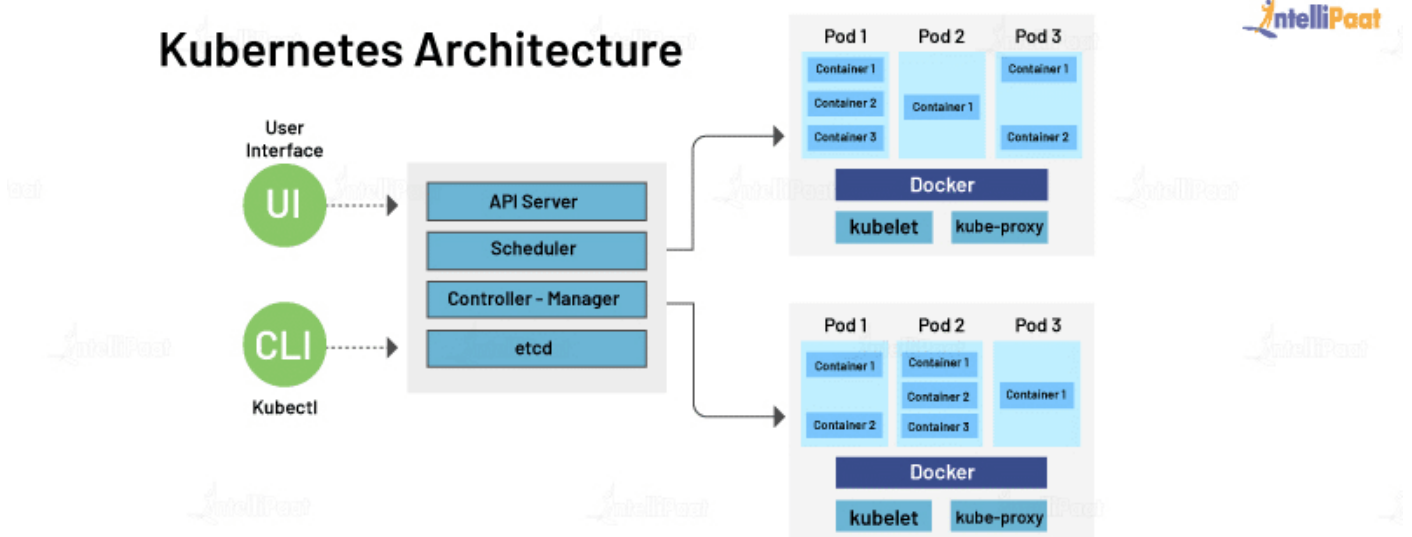 IntelliPaat
Kubernetes Architecture
User
Interface
UI
CLI
Kubectl
API Server
Scheduler
Controller - Manager
etcd
Pod 1 Pod 2 Pod 3
Container 1
Container 2
Container 3
Container 1
Container 1
Container 2
Docker
kubelet kube-proxy
Pod 1 Pod 2 Pod 3
Container 1
Container 2
Container 1
Container 2
Container 3
Container 1
Docker
kubelet kube-proxy